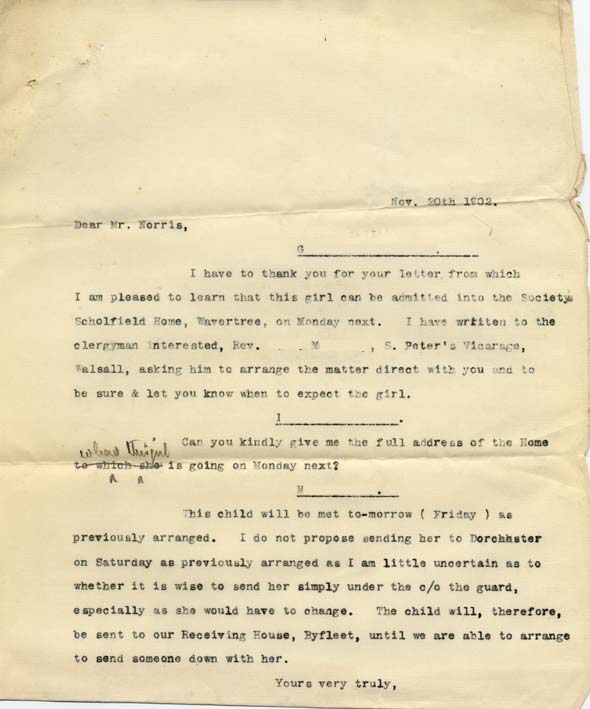 Nov. 20th 1902.
Dear Mr. Norris,
G .
I have to thank you for your letter from which
I am pleased to learn that this girl can be admitted into the Societys
Scholfield Home, Wavertree, on Monday next. I have written to the
clergyman interested, Rev. M , S. Peter's Vicarage,
Walsall, asking him to arrange the matter direct with you and to
be sure & let you know when to expect the girl.
I .
Can you kindly give me the full address of the Home
where this girl
to which she is going on Monday next?
N .
This child will be met to-morrow ( Friday ) as
previously arranged. I do not propose sending her to Dorchhster
on Saturday as previously arranged as I am little uncertain as to
whether it is wise to send her simply under the c/o the guard,
especially as she would have to change. The child will, therefore,
be sent to our Receiving House, Byfleet, until we are able to arrange
to send someone down with her.
Yours very truly,